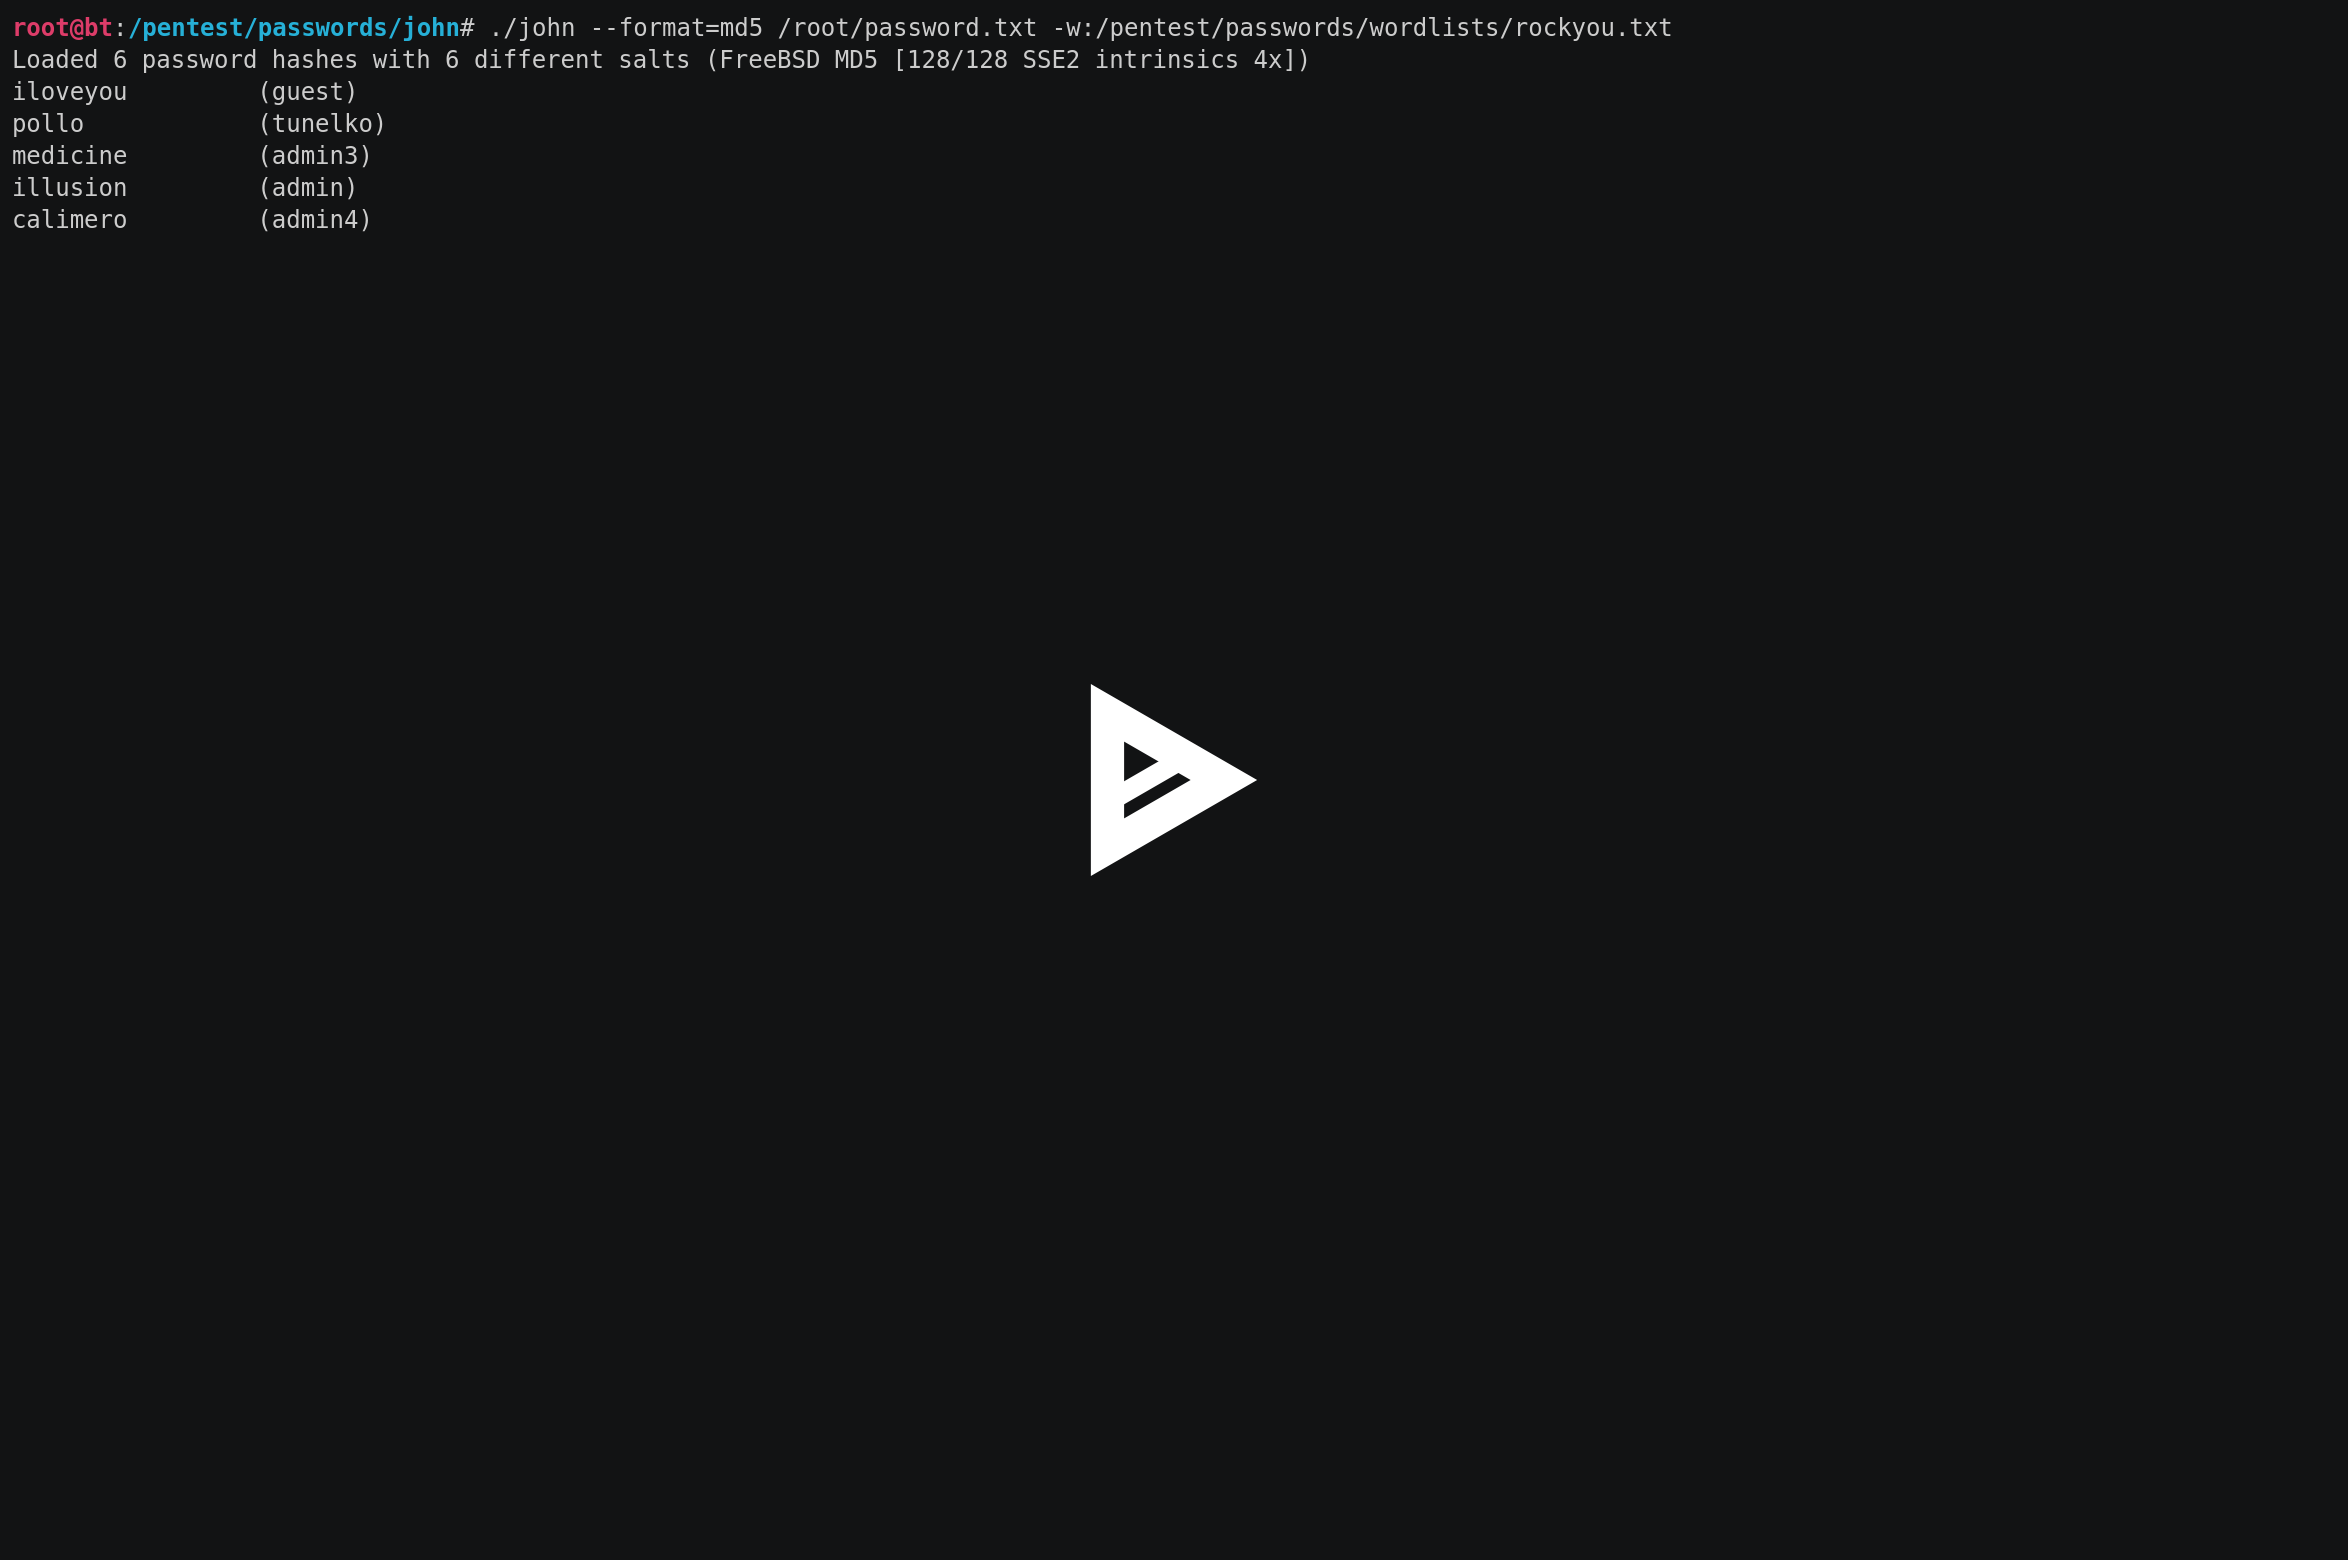 root@bt:/pentest/passwords/john# ./john --format=md5 /root/password.txt -w:/pentest/passwords/wordlists/rockyou.txt
Loaded 6 password hashes with 6 different salts (FreeBSD MD5 [128/128 SSE2 intrinsics 4x])
iloveyou         (guest)
pollo            (tunelko)
medicine         (admin3)
illusion         (admin)
calimero         (admin4)